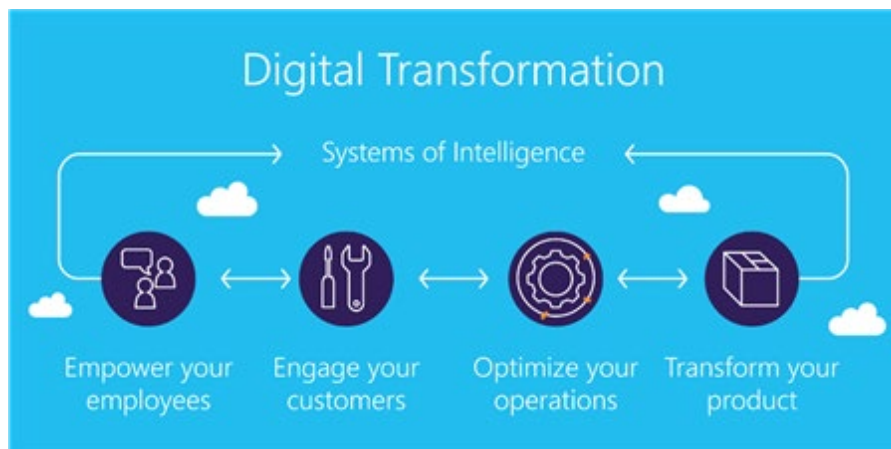 Digital Transformation
Systems of Intelligence
Empower your
employees
Engage your
customers
Optimize your
operations
Transform your
product